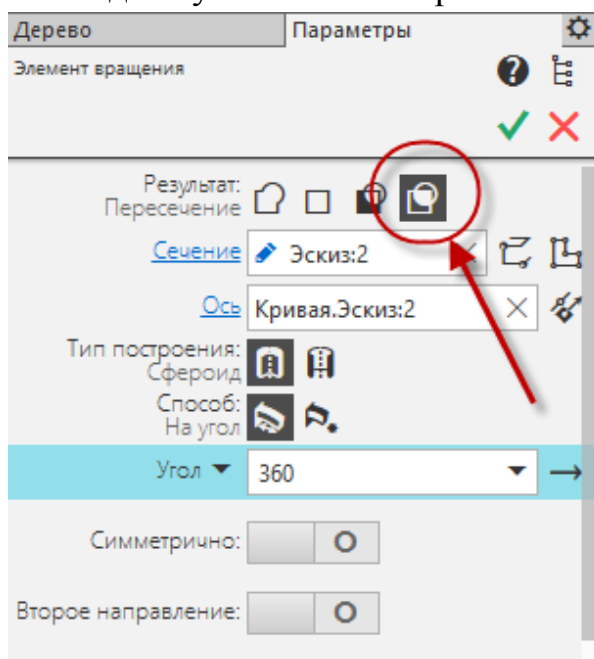 Дерево Параметры
Элемент вращения
Результат:
Пересечение
Сечение Эскиз:2
Ось Кривая.Эскиз:2
Тип построения:
Сфероид
Способ:
На угол
Угол 360
Симметрично:
Второе направление: